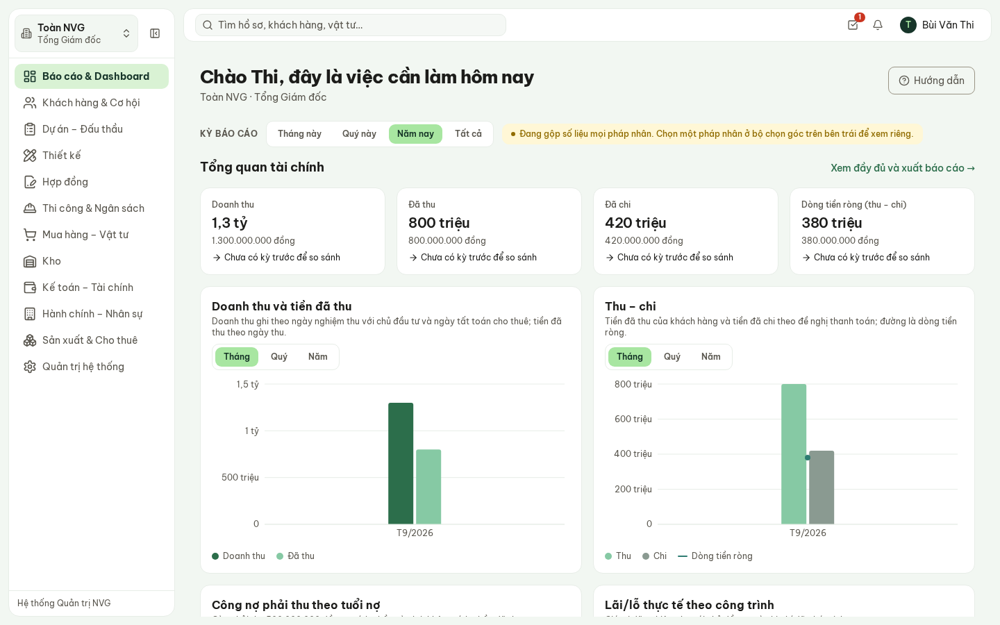 Toàn NVG
Tổng Giám đốc
Tìm hồ sơ, khách hàng, vật tư...
1
T
Bùi Văn Thi
Báo cáo & Dashboard
Khách hàng & Cơ hội
Dự án – Đấu thầu
Thiết kế
Hợp đồng
Thi công & Ngân sách
Mua hàng – Vật tư
Kho
Kế toán – Tài chính
Hành chính – Nhân sự
Sản xuất & Cho thuê
Quản trị hệ thống
Hệ thống Quản trị NVG
Chào Thi, đây là việc cần làm hôm nay
Toàn NVG · Tổng Giám đốc
Hướng dẫn
KỲ BÁO CÁO
Tháng này Quý này Năm nay Tất cả
Đang gộp số liệu mọi pháp nhân. Chọn một pháp nhân ở bộ chọn góc trên bên trái để xem riêng.
Tổng quan tài chính
Xem đầy đủ và xuất báo cáo →
Doanh thu
1,3 tỷ
1.300.000.000 đồng
→ Chưa có kỳ trước để so sánh
Đã thu
800 triệu
800.000.000 đồng
→ Chưa có kỳ trước để so sánh
Đã chi
420 triệu
420.000.000 đồng
→ Chưa có kỳ trước để so sánh
Dòng tiền ròng (thu – chi)
380 triệu
380.000.000 đồng
→ Chưa có kỳ trước để so sánh
Doanh thu và tiền đã thu
Doanh thu ghi theo ngày nghiệm thu với chủ đầu tư và ngày tất toán cho thuê; tiền đã
thu theo ngày thu.
Tháng Quý Năm
1,5 tỷ
1 tỷ
500 triệu
0
T9/2026
Doanh thu Đã thu
Thu – chi
Tiền đã thu của khách hàng và tiền đã chi theo đề nghị thanh toán; đường là dòng tiền
ròng.
Tháng Quý Năm
800 triệu
600 triệu
400 triệu
200 triệu
0
T9/2026
Thu Chi Dòng tiền ròng
Công nợ phải thu theo tuổi nợ
Lãi/lỗ thực tế theo công trình